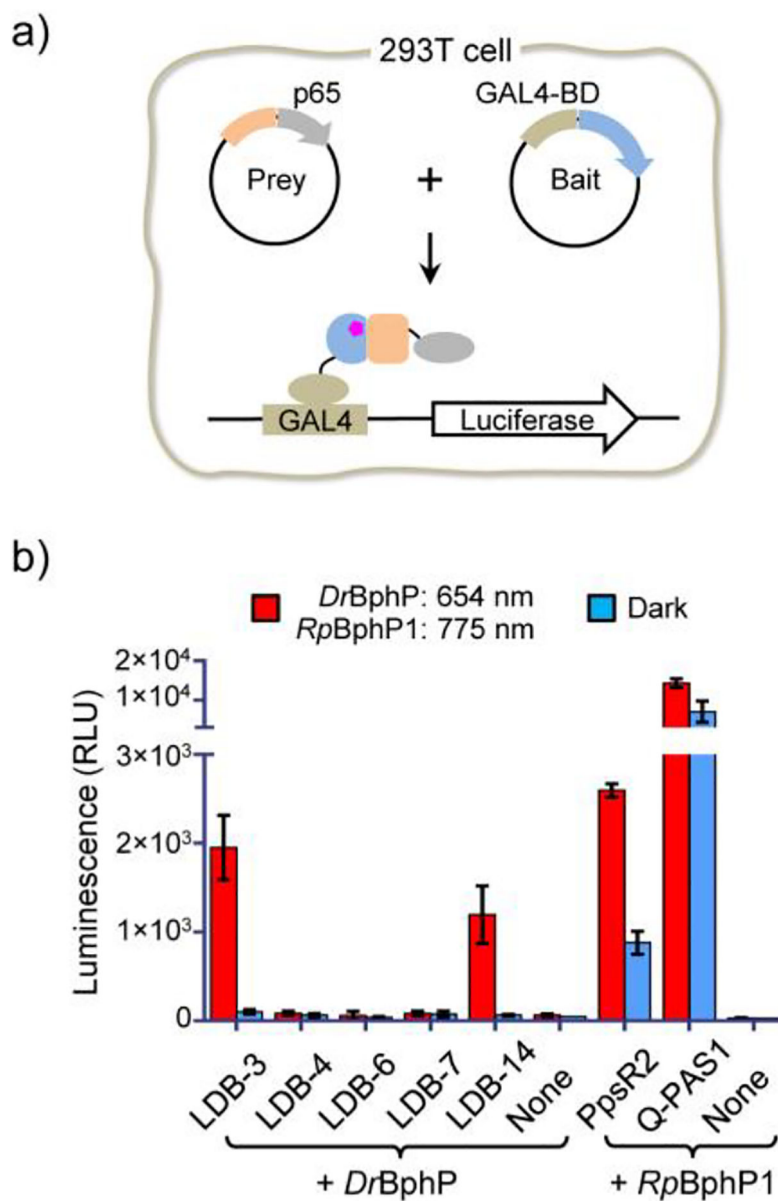 a)
293T cell
p65
GAL4-BD
Prey
+
Bait
GAL4
Luciferase
b)
DrBphP: 654 nm
RpBphP1: 775 nm
Dark
Luminescence (RLU)
2×10⁴
1×10⁴
3×10³
2×10³
1×10³
0
LDB-3
LDB-4
LDB-6
LDB-7
LDB-14
None
PpsR2
Q-PAS1
None
+ DrBphP
+ RpBphP1